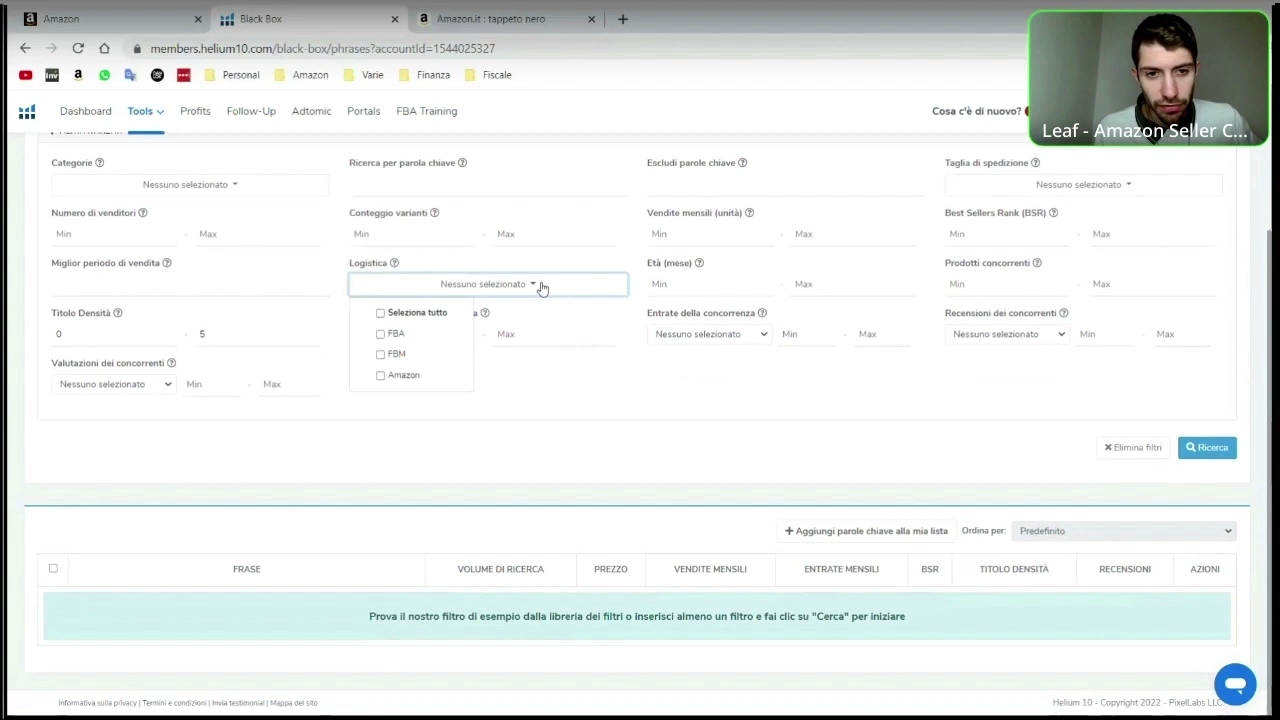 Amazon
Black Box
Amazon.it : tappeto nero
members.helium10.com/black-box/phrases?accountId=1544025327
Inv
Personal
Amazon
Varie
Finanza
Fiscale
Dashboard
Tools
Profits
Follow-Up
Adtomic
Portals
FBA Training
Cosa c'è di nuovo?
Leaf - Amazon Seller C...
Categorie
Ricerca per parola chiave
Escludi parole chiave
Taglia di spedizione
Nessuno selezionato
Nessuno selezionato
Numero di venditori
Conteggio varianti
Vendite mensili (unità)
Best Sellers Rank (BSR)
Min - Max
Min - Max
Min - Max
Min - Max
Miglior periodo di vendita
Logistica
Età (mese)
Prodotti concorrenti
Nessuno selezionato
Min - Max
Min - Max
Seleziona tutto
FBA
FBM
Amazon
Titolo Densità
a
Entrate della concorrenza
Recensioni dei concorrenti
0 - 5
- Max
Nessuno selezionato
Min - Max
Nessuno selezionato
Min - Max
Valutazioni dei concorrenti
Nessuno selezionato
Min - Max
Elimina filtri
Ricerca
+ Aggiungi parole chiave alla mia lista
Ordina per:
Predefinito
FRASE
VOLUME DI RICERCA
PREZZO
VENDITE MENSILI
ENTRATE MENSILI
BSR
TITOLO DENSITÀ
RECENSIONI
AZIONI
Prova il nostro filtro di esempio dalla libreria dei filtri o inserisci almeno un filtro e fai clic su "Cerca" per iniziare
Informativa sulla privacy | Termini e condizioni | Invia testimonial | Mappa del sito
Helium 10 - Copyright 2022 - PixelLabs LLC